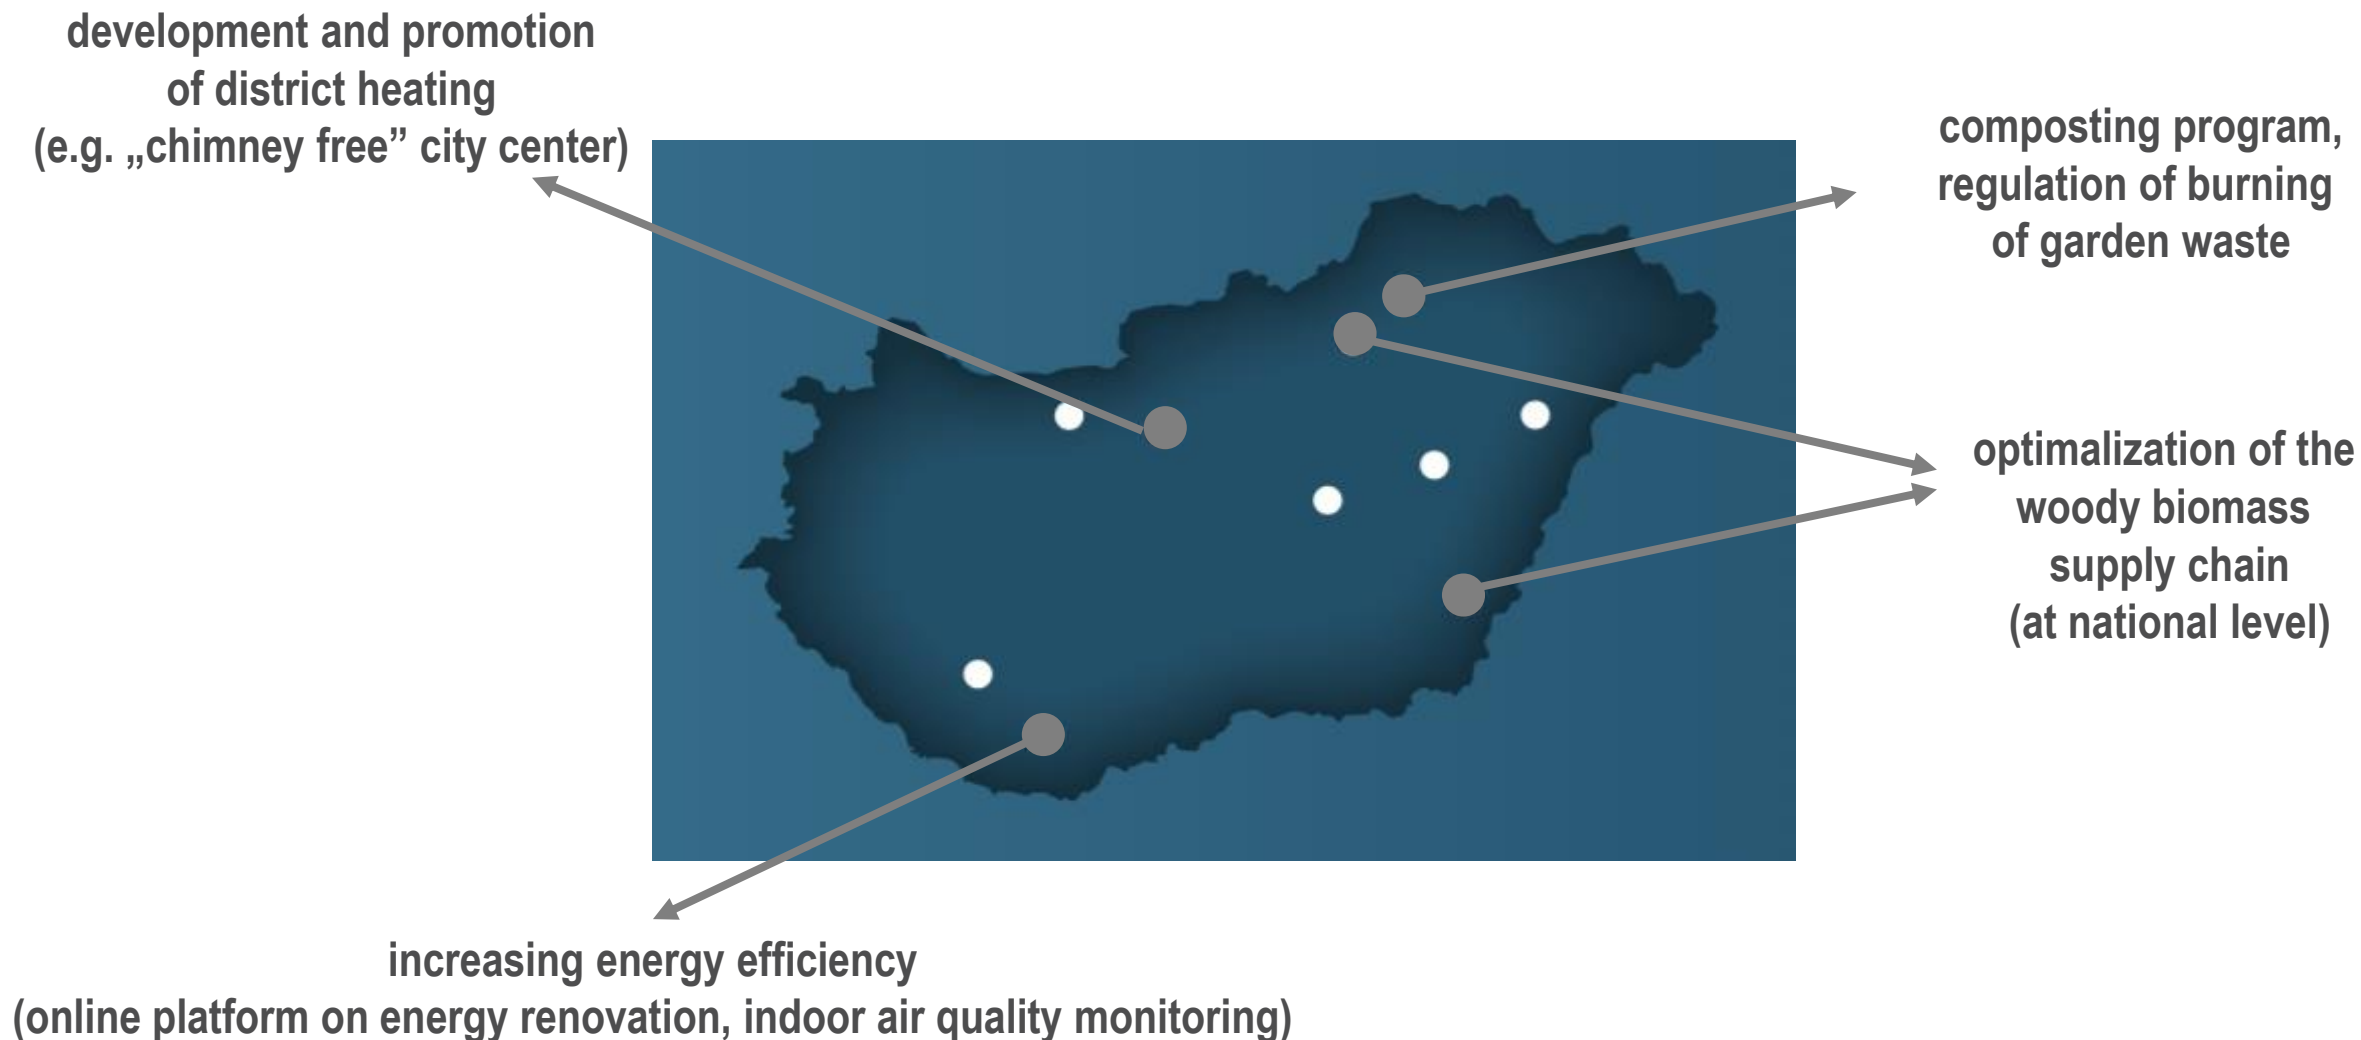 development and promotion
of district heating
(e.g. „chimney free” city center)
composting program,
regulation of burning
of garden waste
optimalization of the
woody biomass
supply chain
(at national level)
increasing energy efficiency
(online platform on energy renovation, indoor air quality monitoring)